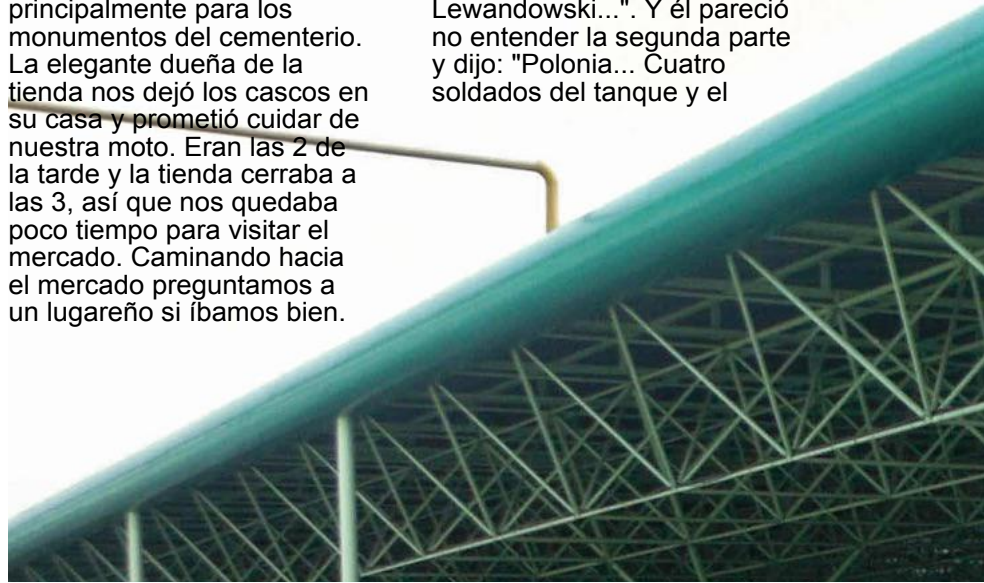 principalmente para los
monumentos del cementerio.
La elegante dueña de la
tienda nos dejó los cascos en
su casa y prometió cuidar de
nuestra moto. Eran las 2 de
la tarde y la tienda cerraba a
las 3, así que nos quedaba
poco tiempo para visitar el
mercado. Caminando hacia
el mercado preguntamos a
un lugareño si íbamos bien.
Lewandowski...". Y él pareció
no entender la segunda parte
y dijo: "Polonia... Cuatro
soldados del tanque y el